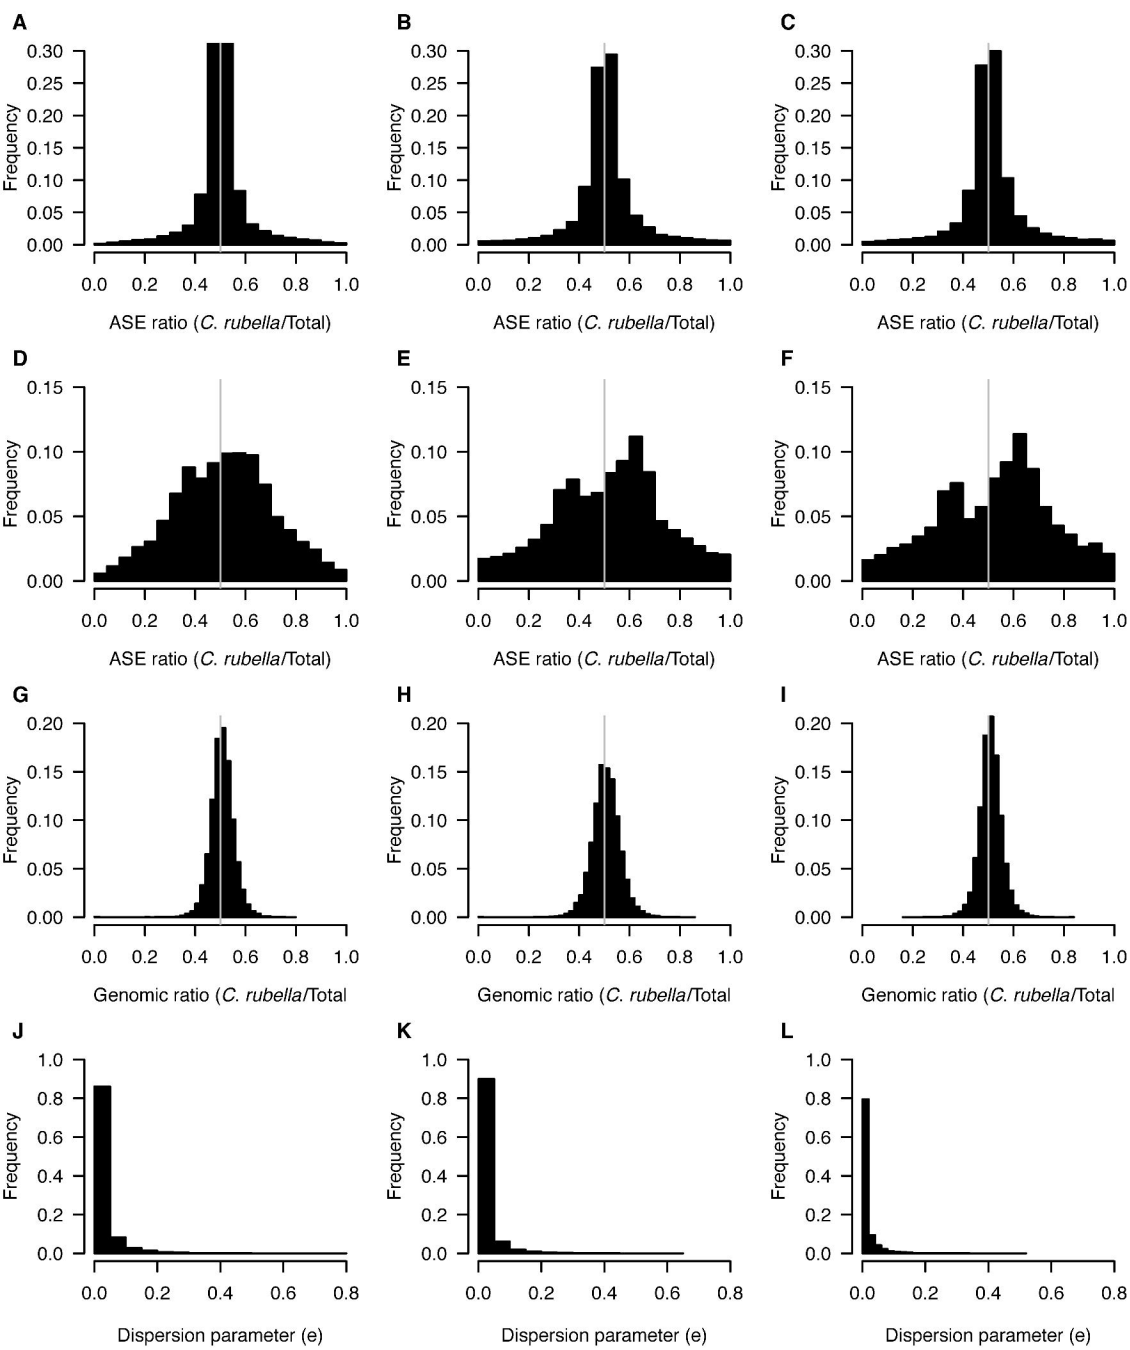 A B C
0.30 0.30 0.30
0.25 0.25 0.25
0.20 0.20 0.20
0.15 0.15 0.15
0.10 0.10 0.10
0.05 0.05 0.05
0.00 0.00 0.00
Frequency Frequency Frequency
0.0 0.2 0.4 0.6 0.8 1.0 0.0 0.2 0.4 0.6 0.8 1.0 0.0 0.2 0.4 0.6 0.8 1.0
ASE ratio (C. rubella/Total) ASE ratio (C. rubella/Total) ASE ratio (C. rubella/Total)
D E F
0.15 0.15 0.15
0.10 0.10 0.10
0.05 0.05 0.05
0.00 0.00 0.00
Frequency Frequency Frequency
0.0 0.2 0.4 0.6 0.8 1.0 0.0 0.2 0.4 0.6 0.8 1.0 0.0 0.2 0.4 0.6 0.8 1.0
ASE ratio (C. rubella/Total) ASE ratio (C. rubella/Total) ASE ratio (C. rubella/Total)
G H I
0.20 0.20 0.20
0.15 0.15 0.15
0.10 0.10 0.10
0.05 0.05 0.05
0.00 0.00 0.00
Frequency Frequency Frequency
0.0 0.2 0.4 0.6 0.8 1.0 0.0 0.2 0.4 0.6 0.8 1.0 0.0 0.2 0.4 0.6 0.8 1.0
Genomic ratio (C. rubella/Total Genomic ratio (C. rubella/Total Genomic ratio (C. rubella/Total
J K L
1.0 1.0 1.0
0.8 0.8 0.8
0.6 0.6 0.6
0.4 0.4 0.4
0.2 0.2 0.2
0.0 0.0 0.0
Frequency Frequency Frequency
0.0 0.2 0.4 0.6 0.8 0.0 0.2 0.4 0.6 0.8 0.0 0.2 0.4 0.6 0.8
Dispersion parameter (e) Dispersion parameter (e) Dispersion parameter (e)